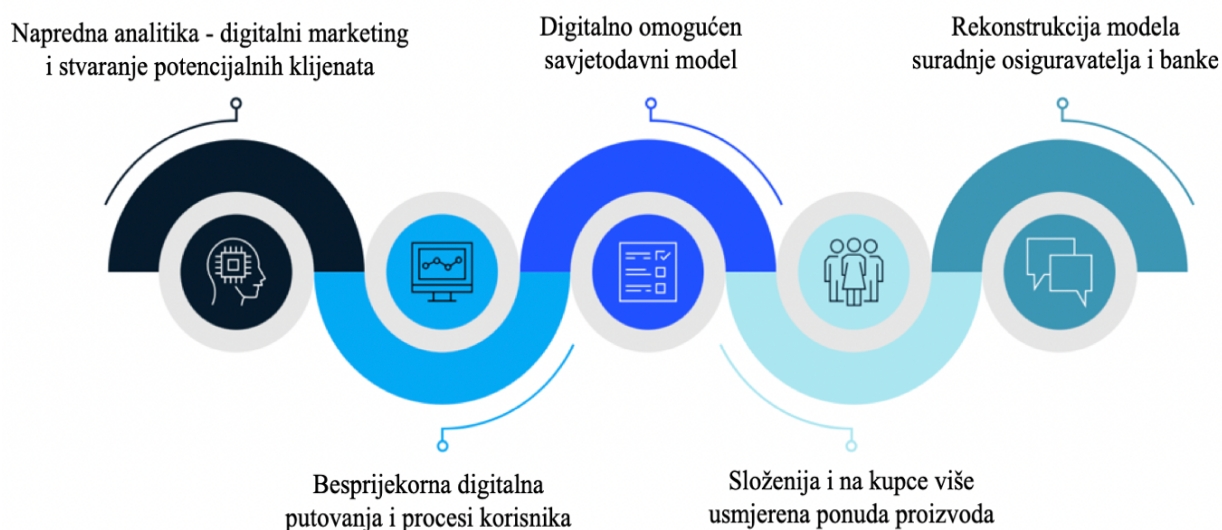 Napredna analitika - digitalni marketing
i stvaranje potencijalnih klijenata
Besprijekorna digitalna
putovanja i procesi korisnika
Digitalno omogućen
savjetodavni model
Složenija i na kupce više
usmjerena ponuda proizvoda
Rekonstrukcija modela
suradnje osiguravatelja i banke